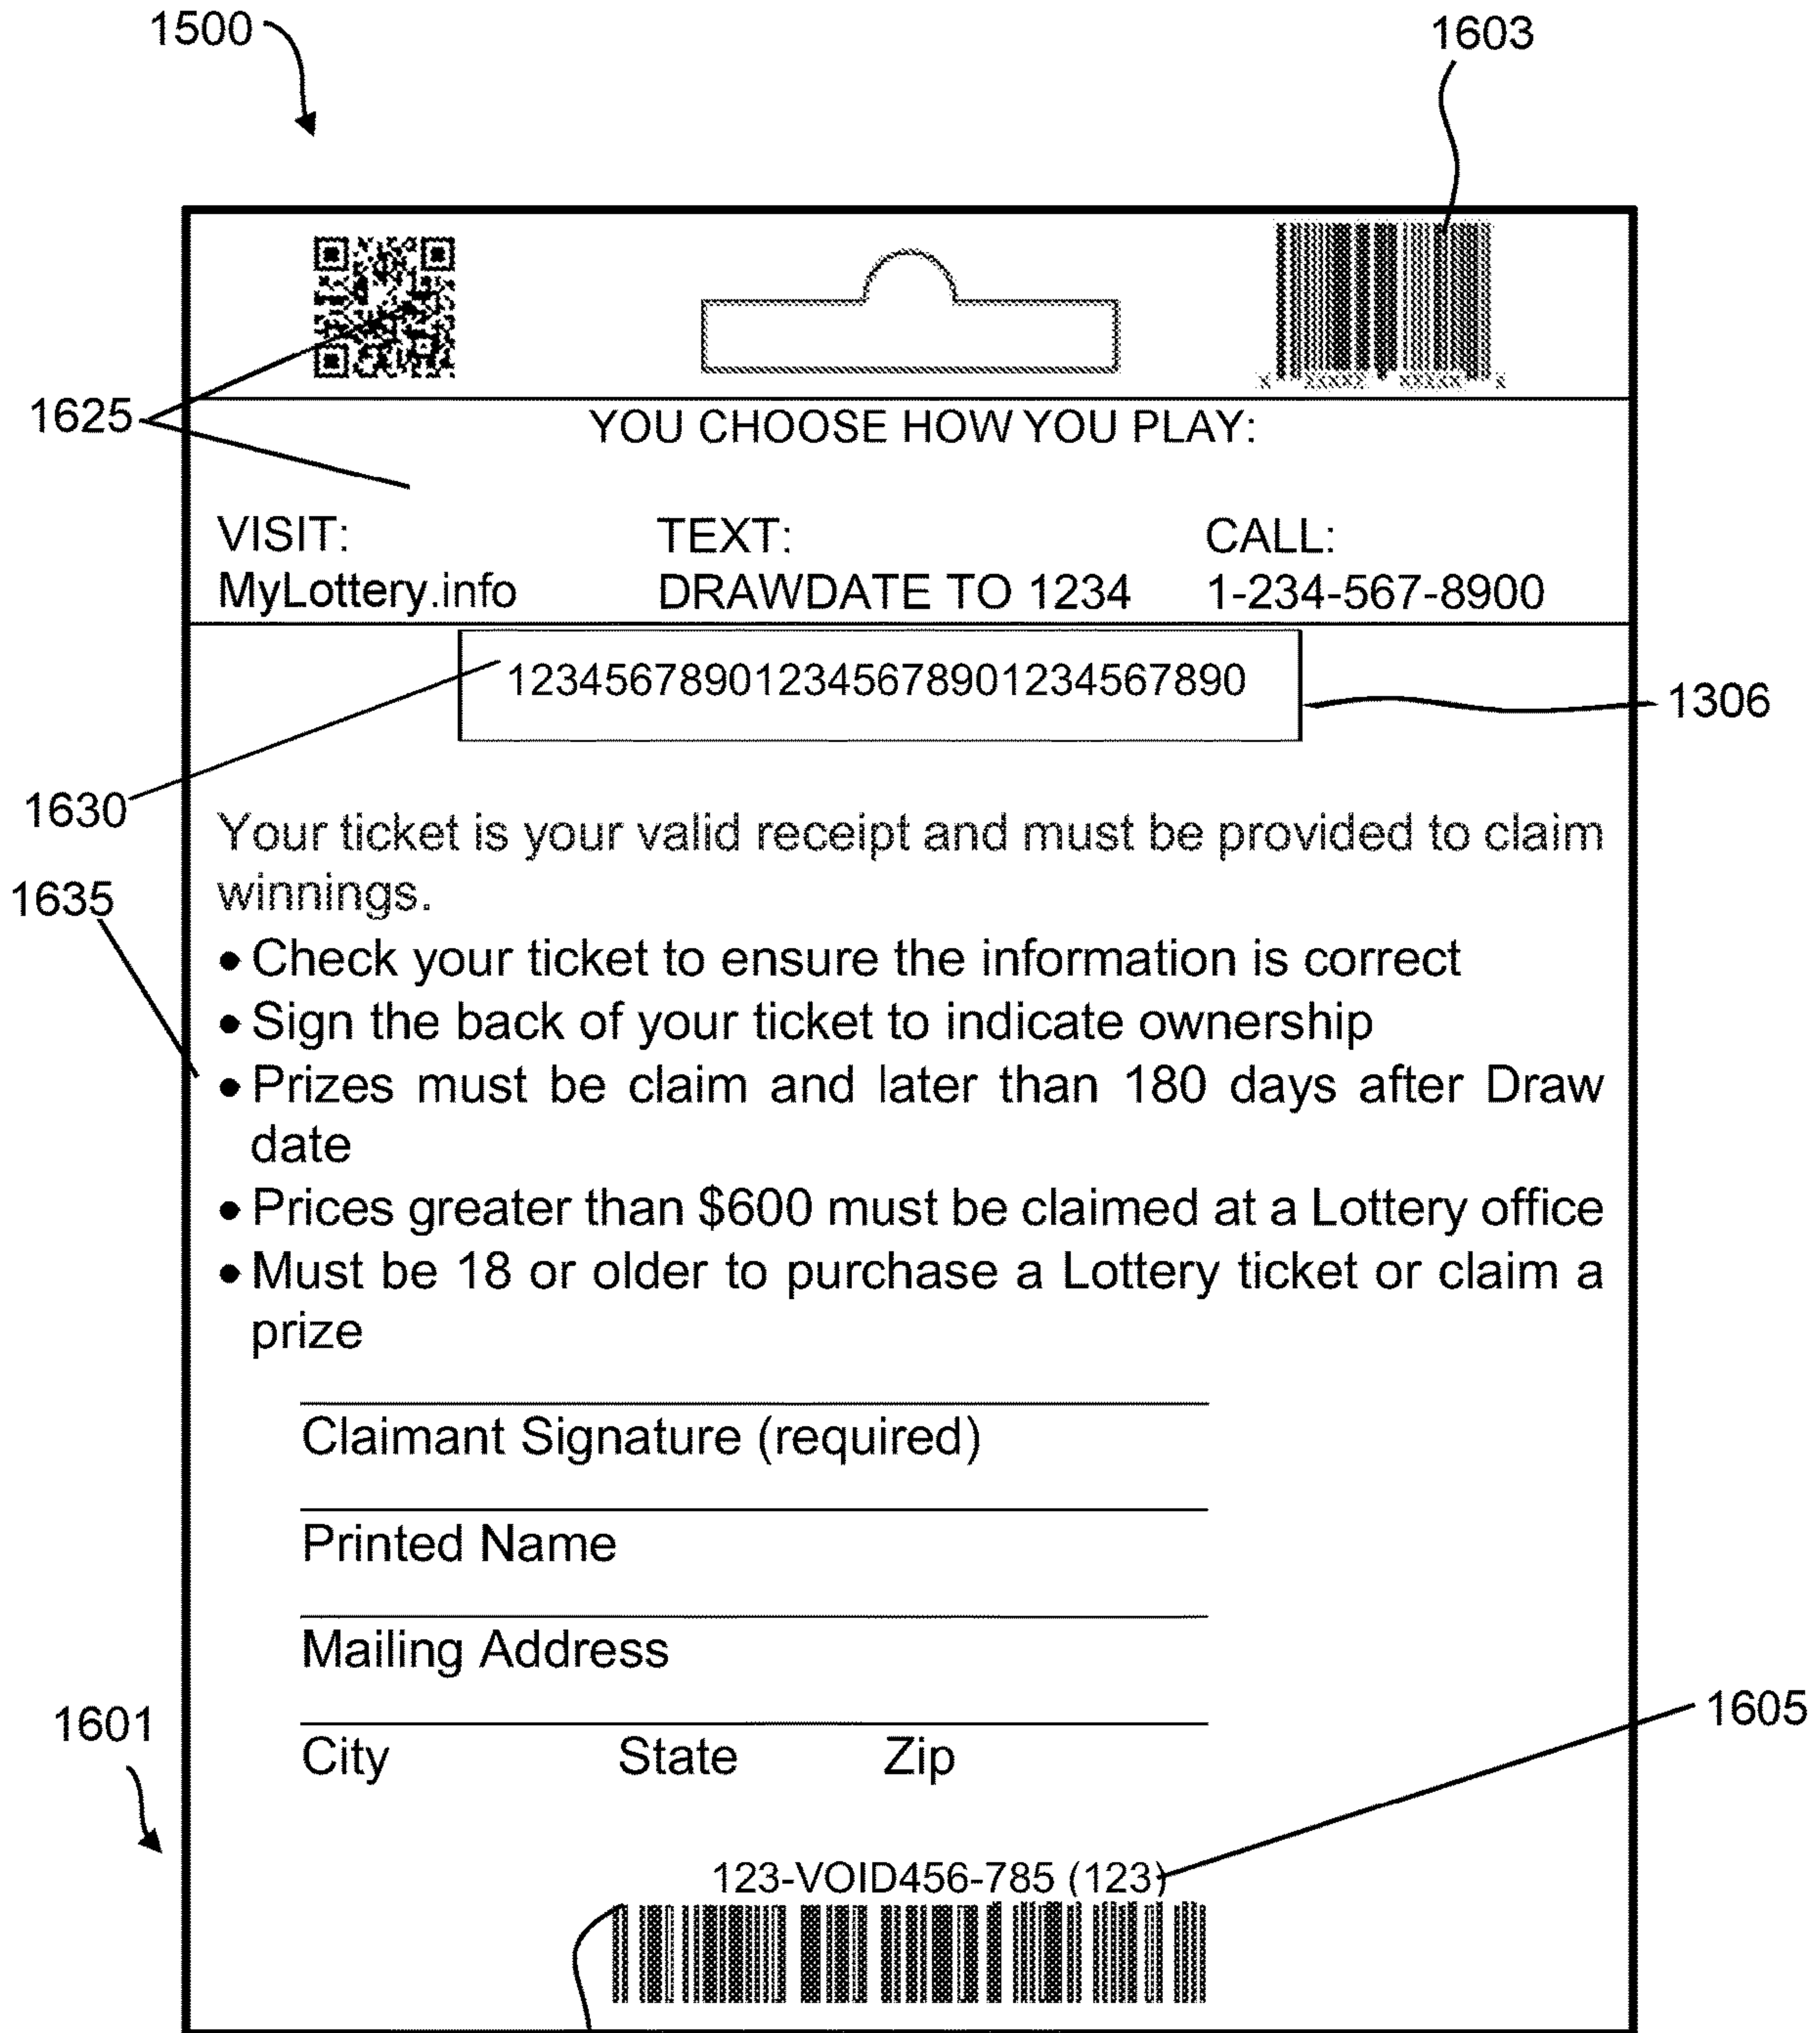 1500
1603
x xxxxx xxxxx x
1625
YOU CHOOSE HOW YOU PLAY:
VISIT: TEXT: CALL:
MyLottery.info DRAWDATE TO 1234 1-234-567-8900
123456789012345678901234567890
1306
1630
Your ticket is your valid receipt and must be provided to claim
winnings.
1635
• Check your ticket to ensure the information is correct
• Sign the back of your ticket to indicate ownership
• Prizes must be claim and later than 180 days after Draw
date
• Prices greater than $600 must be claimed at a Lottery office
• Must be 18 or older to purchase a Lottery ticket or claim a
prize
Claimant Signature (required)
Printed Name
Mailing Address
1605
1601
City State Zip
123-VOID456-785 (123)